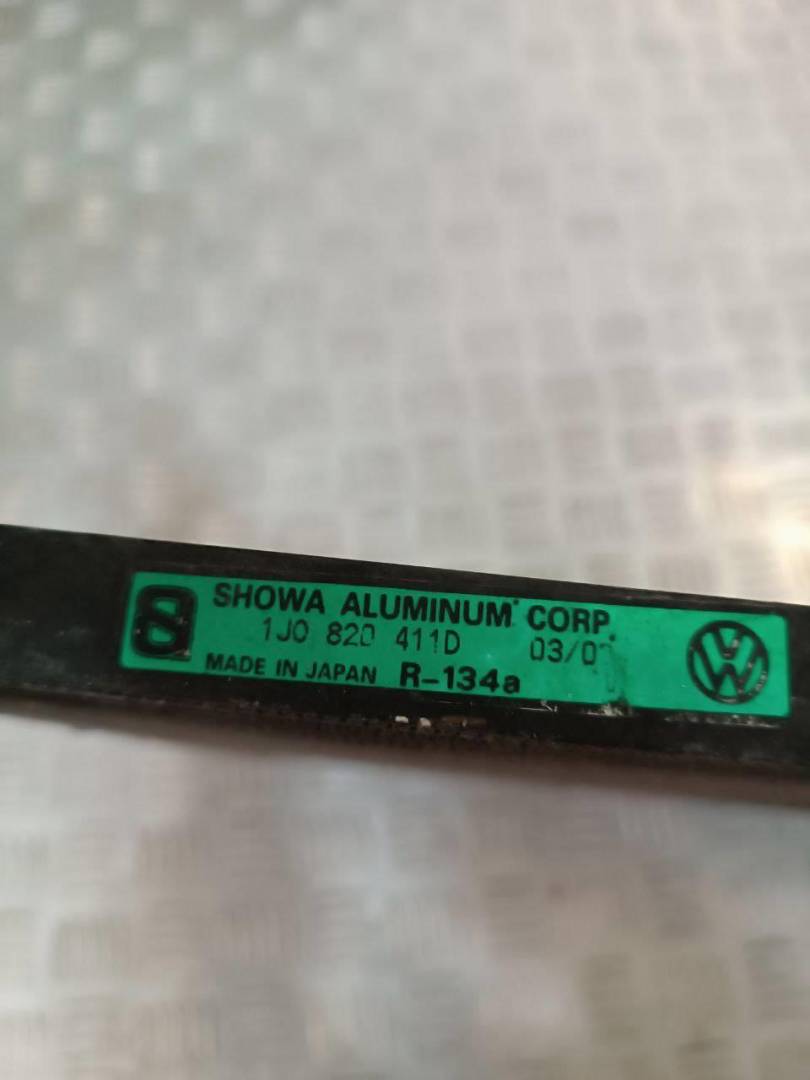 SHOWA ALUMINUM CORP.
1J0 820 411D
MADE IN JAPAN R-134a